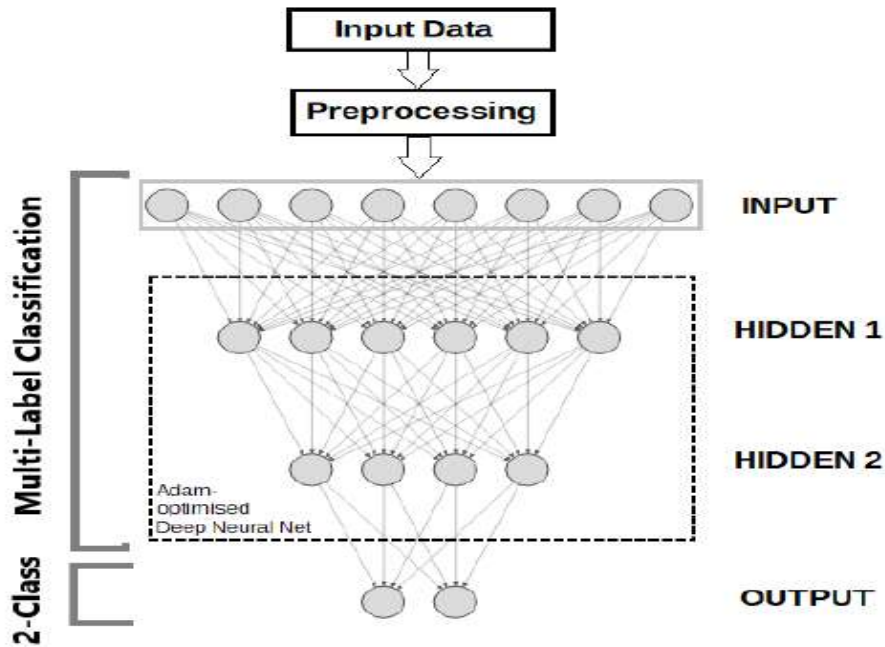 Input Data
Preprocessing
INPUT
HIDDEN 1
HIDDEN 2
Adam-
optimised
Deep Neural Net
OUTPUT
Multi-Label Classification
2-Class